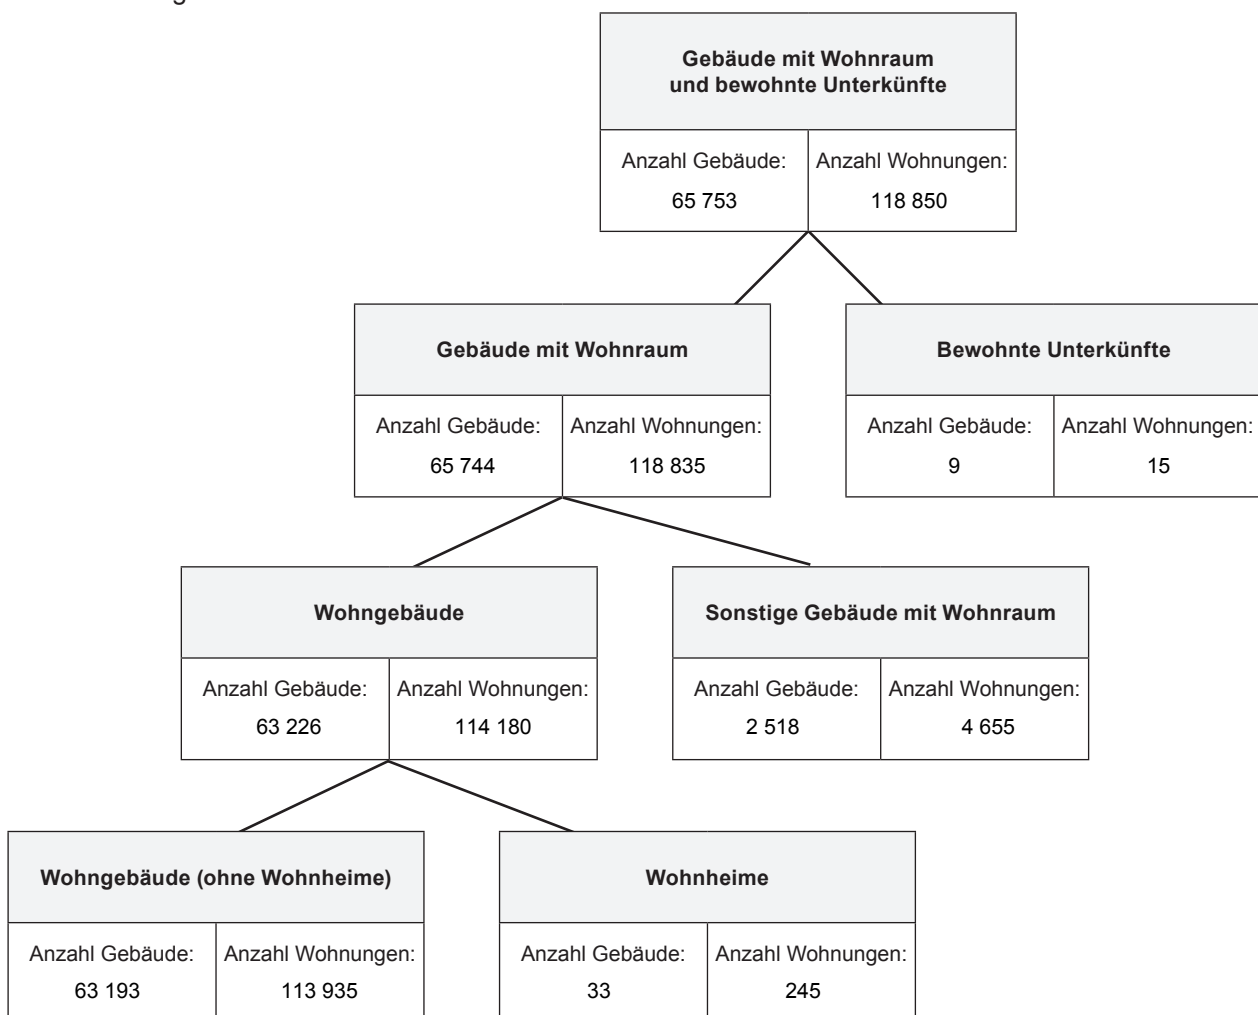 g
Gebäude mit Wohnraum
und bewohnte Unterkünfte
Anzahl Gebäude: Anzahl Wohnungen:
65 753 118 850
Gebäude mit Wohnraum Bewohnte Unterkünfte
Anzahl Gebäude: Anzahl Wohnungen: Anzahl Gebäude: Anzahl Wohnungen:
65 744 118 835 9 15
Wohngebäude Sonstige Gebäude mit Wohnraum
Anzahl Gebäude: Anzahl Wohnungen: Anzahl Gebäude: Anzahl Wohnungen:
63 226 114 180 2 518 4 655
Wohngebäude (ohne Wohnheime) Wohnheime
Anzahl Gebäude: Anzahl Wohnungen: Anzahl Gebäude: Anzahl Wohnungen:
63 193 113 935 33 245